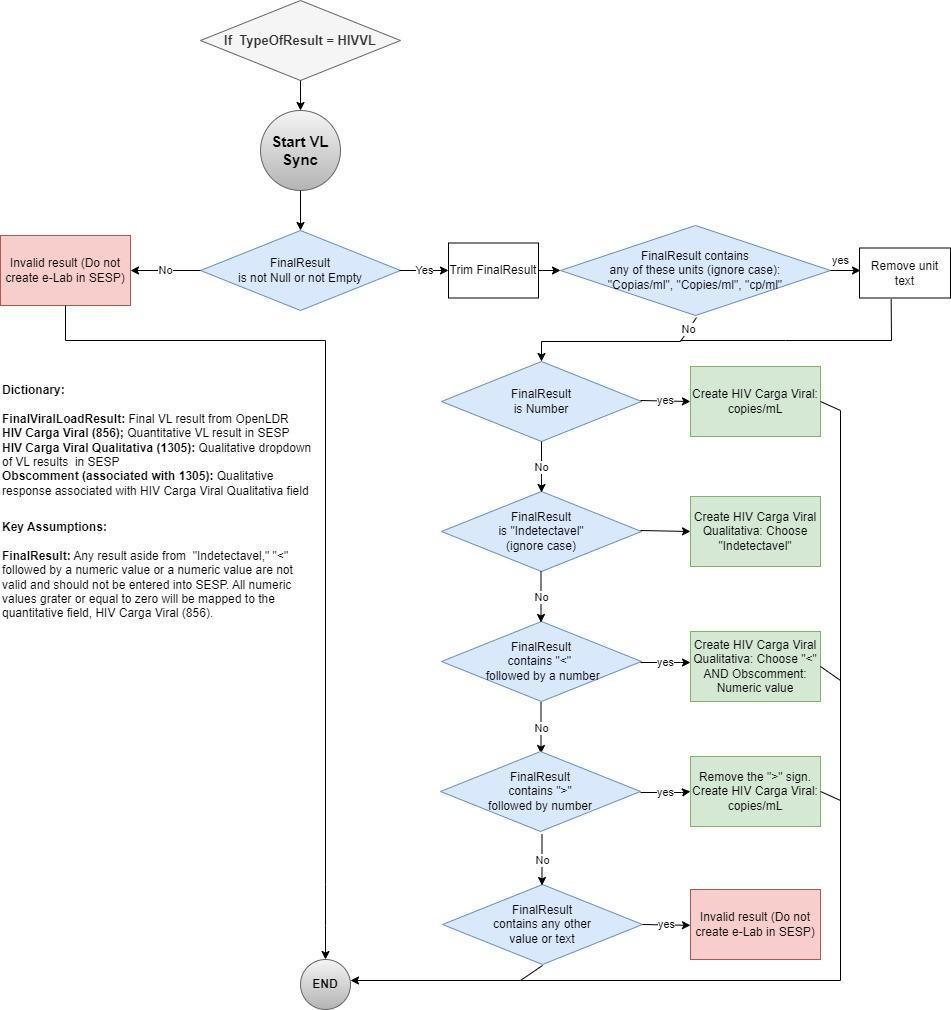 If  TypeOfResult = HIVVL
Start VL
Sync
FinalResult
is not Null or not Empty
No
Invalid result (Do not
create e-Lab in SESP)
Yes
Trim FinalResult
FinalResult contains
any of these units (ignore case):
"Copias/ml", "Copies/ml", "cp/ml"
yes
Remove unit
text
No
FinalResult
is Number
yes
Create HIV Carga Viral:
copies/mL
No
FinalResult
is "Indetectavel"
(ignore case)
Create HIV Carga Viral
Qualitativa: Choose
"Indetectavel"
No
FinalResult
contains "<"
followed by a number
yes
Create HIV Carga Viral
Qualitativa: Choose "<"
AND Obscomment:
Numeric value
No
FinalResult
contains ">"
followed by number
yes
Remove the ">" sign.
Create HIV Carga Viral:
copies/mL
No
FinalResult
contains any other
value or text
yes
Invalid result (Do not
create e-Lab in SESP)
END
Dictionary:
FinalViralLoadResult: Final VL result from OpenLDR
HIV Carga Viral (856); Quantitative VL result in SESP
HIV Carga Viral Qualitativa (1305): Qualitative dropdown
of VL results  in SESP
Obscomment (associated with 1305): Qualitative
response associated with HIV Carga Viral Qualitativa field
Key Assumptions:
FinalResult: Any result aside from  "Indetectavel," "<"
followed by a numeric value or a numeric value are not
valid and should not be entered into SESP. All numeric
values grater or equal to zero will be mapped to the
quantitative field, HIV Carga Viral (856).